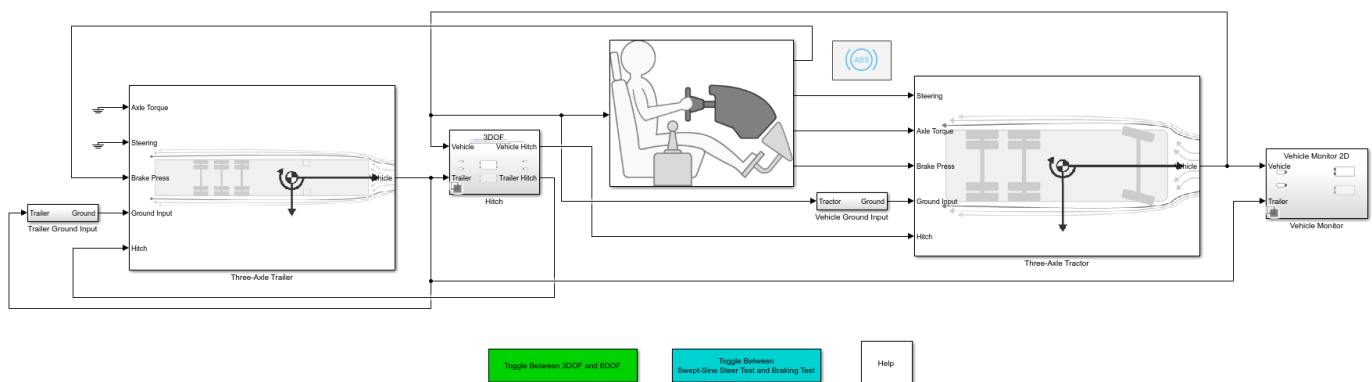 Axle Torque
Steering
Brake Press
Ground Input
Hitch
Vehicle
Three-Axle Trailer
Trailer Ground
Trailer Ground Input
3DOF
Vehicle Vehicle Hitch
Trailer Trailer Hitch
Hitch
ABS
Tractor Ground
Vehicle Ground Input
Steering
Axle Torque
Brake Press
Ground Input
Hitch
Vehicle
Three-Axle Tractor
Vehicle Monitor 2D
Vehicle
Trailer
Vehicle Monitor
Toggle Between 3DOF and 6DOF
Toggle Between
Swept-Sine Steer Test and Braking Test
Help